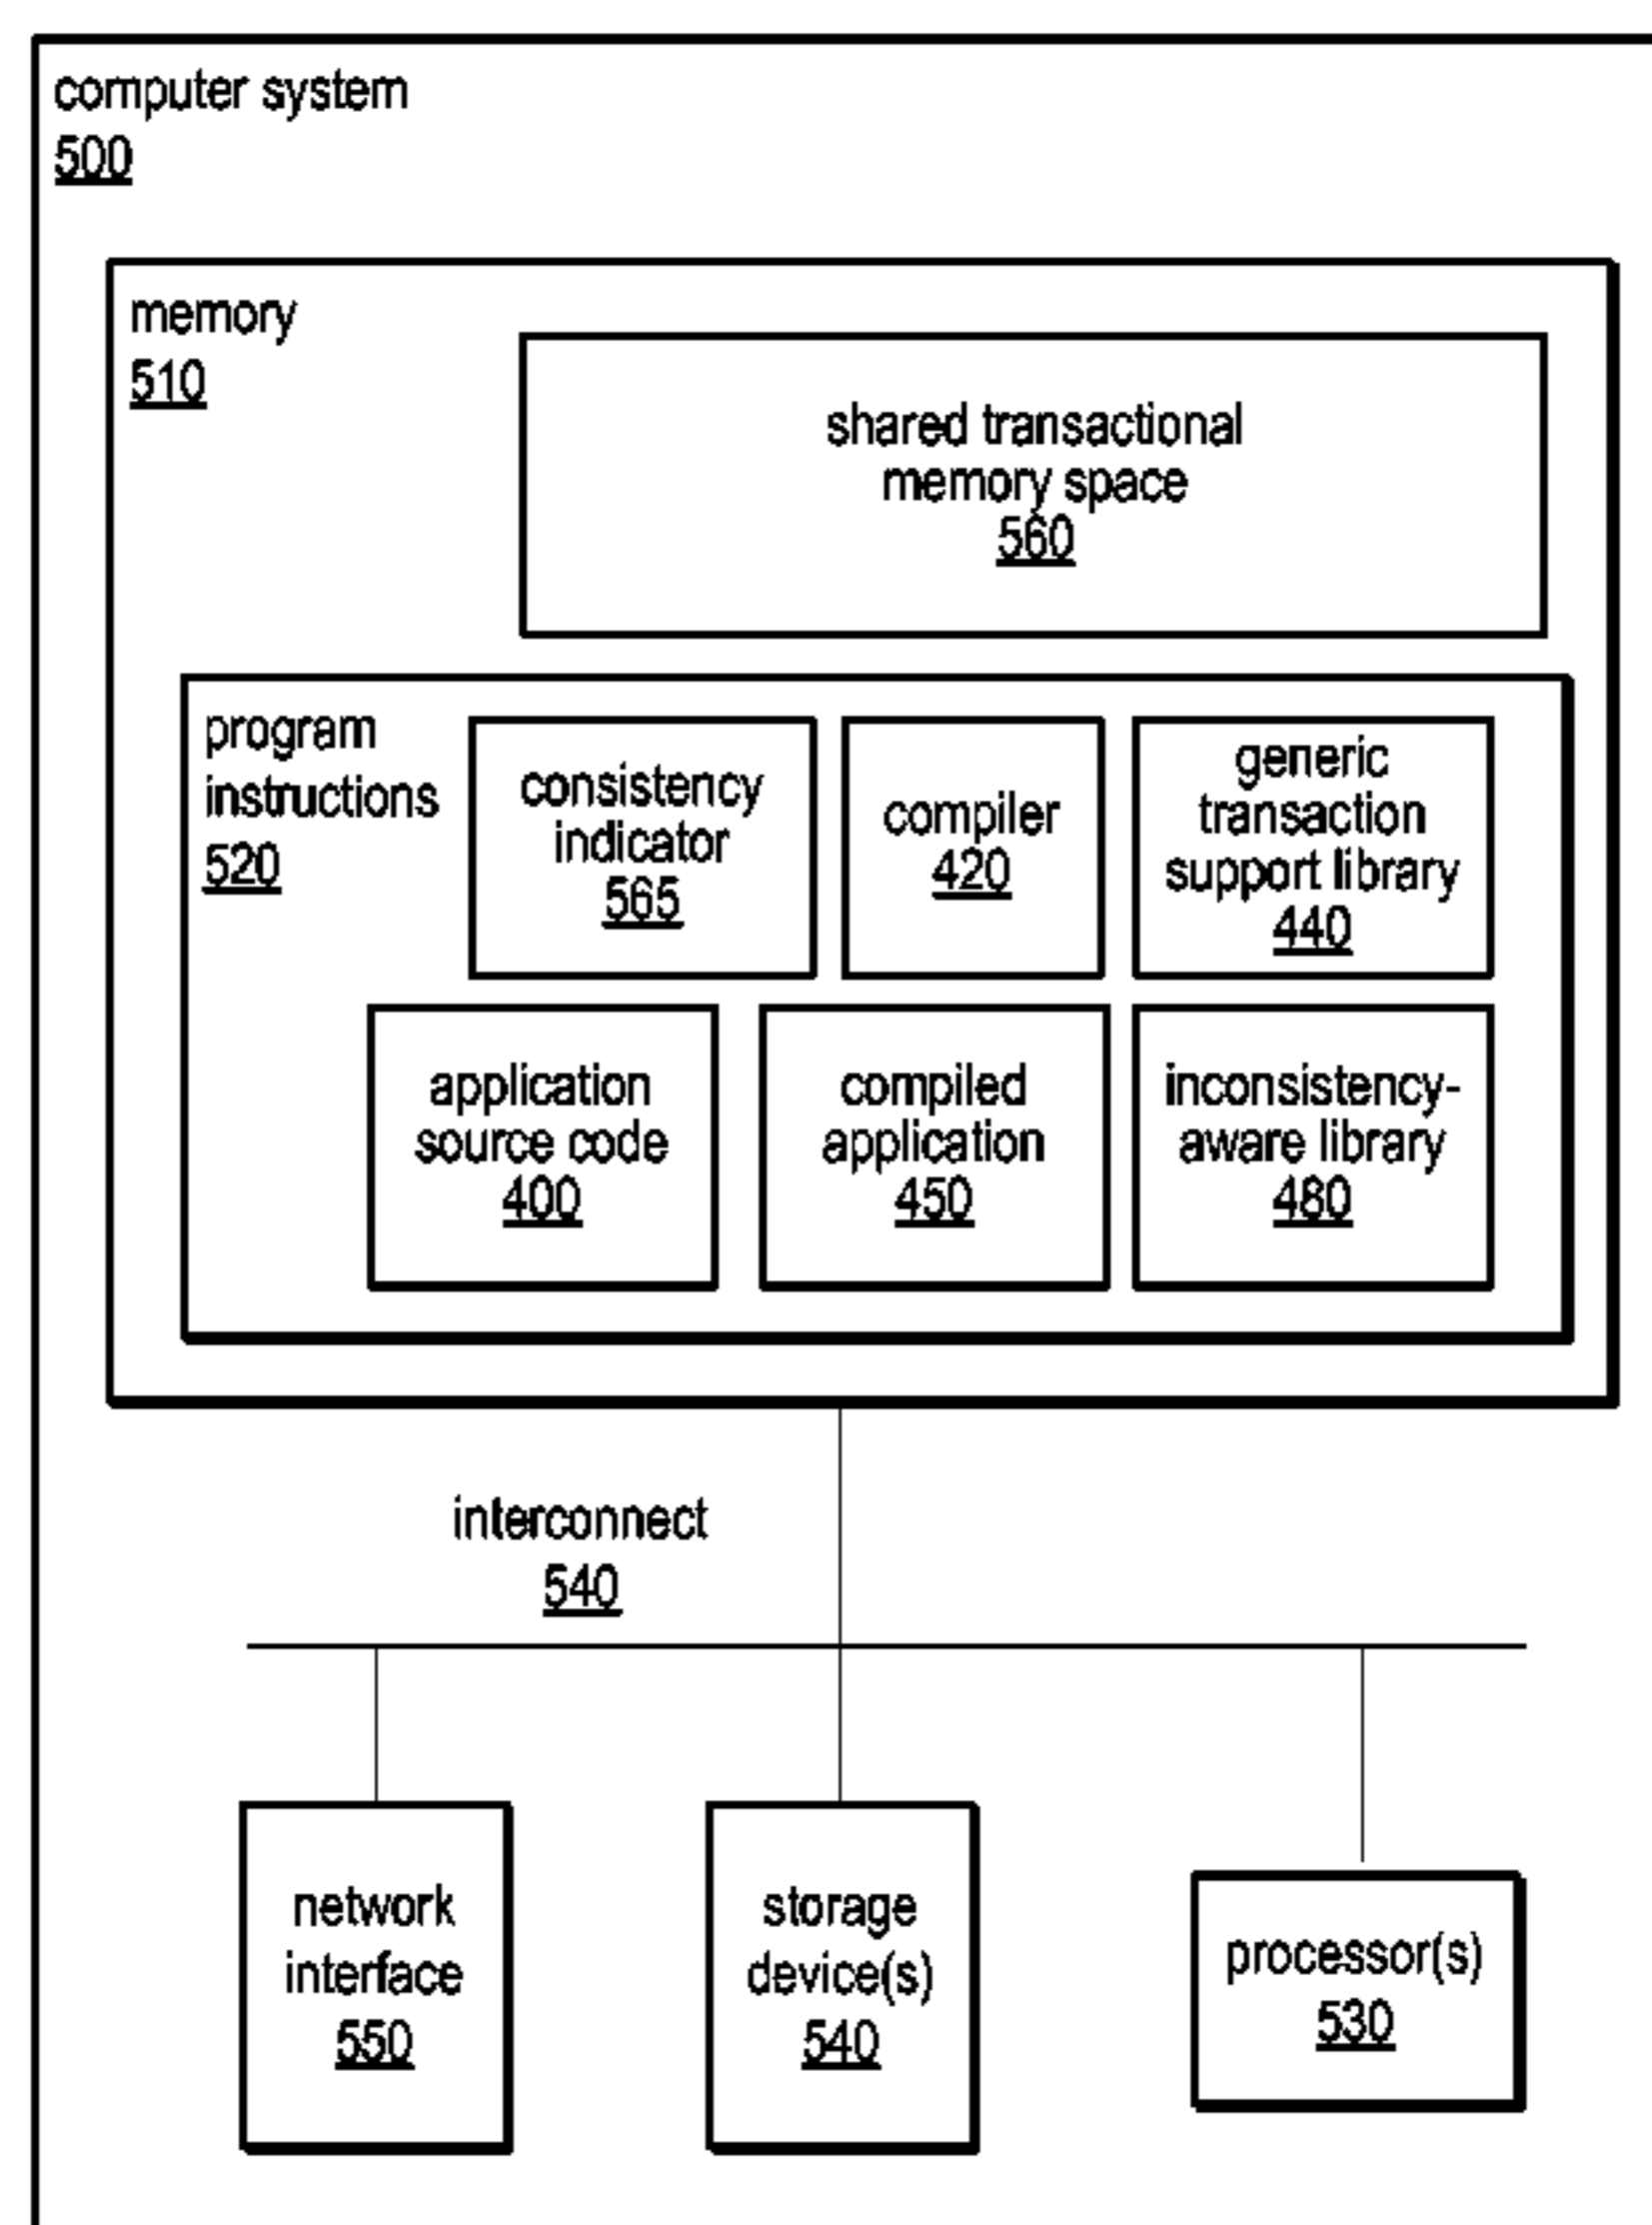 computer system
500
memory
510
shared transactional
memory space
560
program
instructions
520
consistency
indicator
565
compiler
420
generic
transaction
support library
440
application
source code
400
compiled
application
450
inconsistency-
aware library
480
interconnect
540
network
interface
550
storage
device(s)
540
processor(s)
530